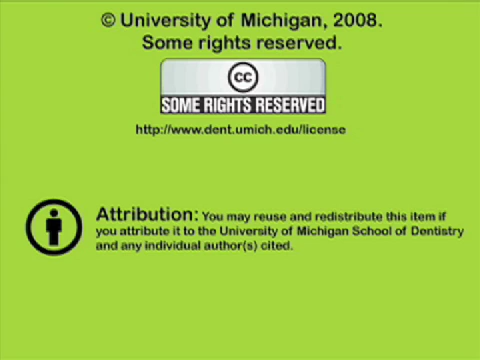 © University of Michigan, 2008.
Some rights reserved.
cc
SOME RIGHTS RESERVED
http://www.dent.umich.edu/license
Attribution: You may reuse and redistribute this item if
you attribute it to the University of Michigan School of Dentistry
and any individual author(s) cited.